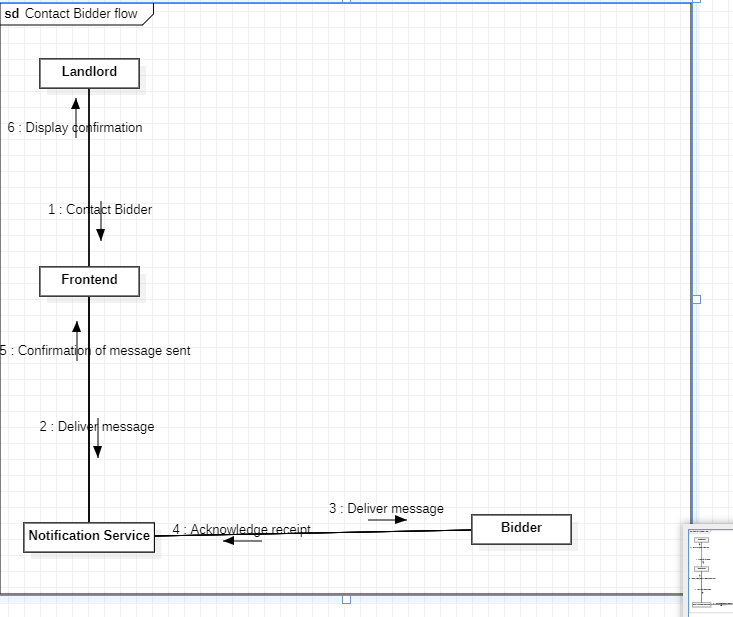 sd Contact Bidder flow
Landlord
6 : Display confirmation
1 : Contact Bidder
Frontend
5 : Confirmation of message sent
2 : Deliver message
3 : Deliver message
4 : Acknowledge receipt
Bidder
Notification Service